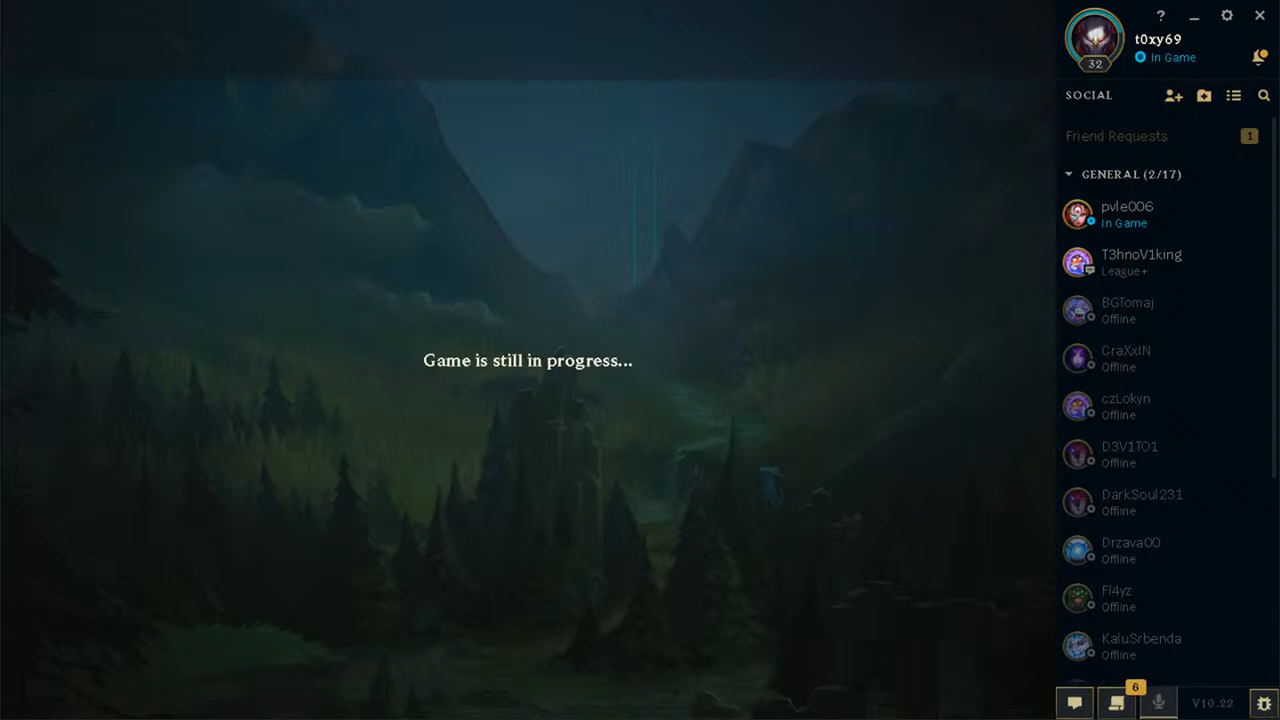 ?
t0xy69
In Game
32
SOCIAL
Friend Requests
1
GENERAL (2/17)
pvle006
In Game
T3hnoV1king
League+
BGTomaj
Offline
CraXxIN
Offline
czLokyn
Offline
D3V1TO1
Offline
DarkSoul231
Offline
Drzava00
Offline
Fl4yz
Offline
KaluSrbenda
Offline
Game is still in progress...
6
V10.22